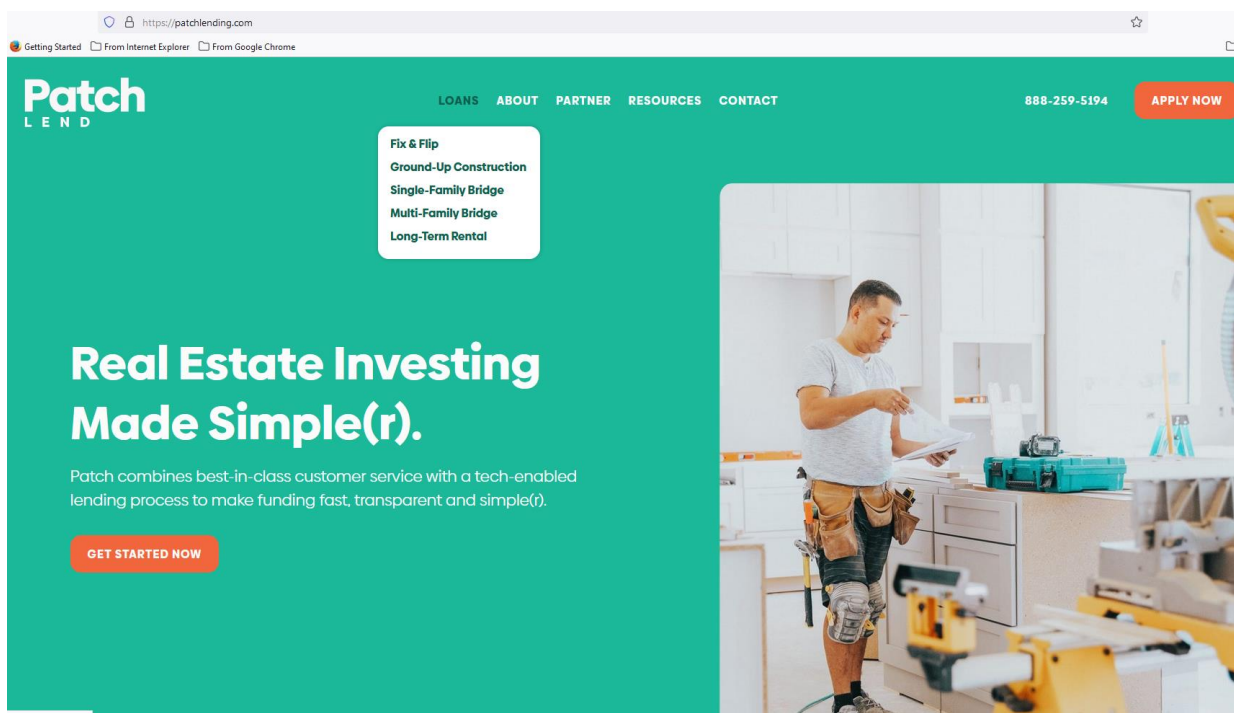 https://patchlending.com
Getting Started From Internet Explorer From Google Chrome
Patch
LEND
LOANS ABOUT PARTNER RESOURCES CONTACT
888-259-5194
APPLY NOW
Fix & Flip
Ground-Up Construction
Single-Family Bridge
Multi-Family Bridge
Long-Term Rental
Real Estate Investing
Made Simple(r).
Patch combines best-in-class customer service with a tech-enabled
lending process to make funding fast, transparent and simple(r).
GET STARTED NOW